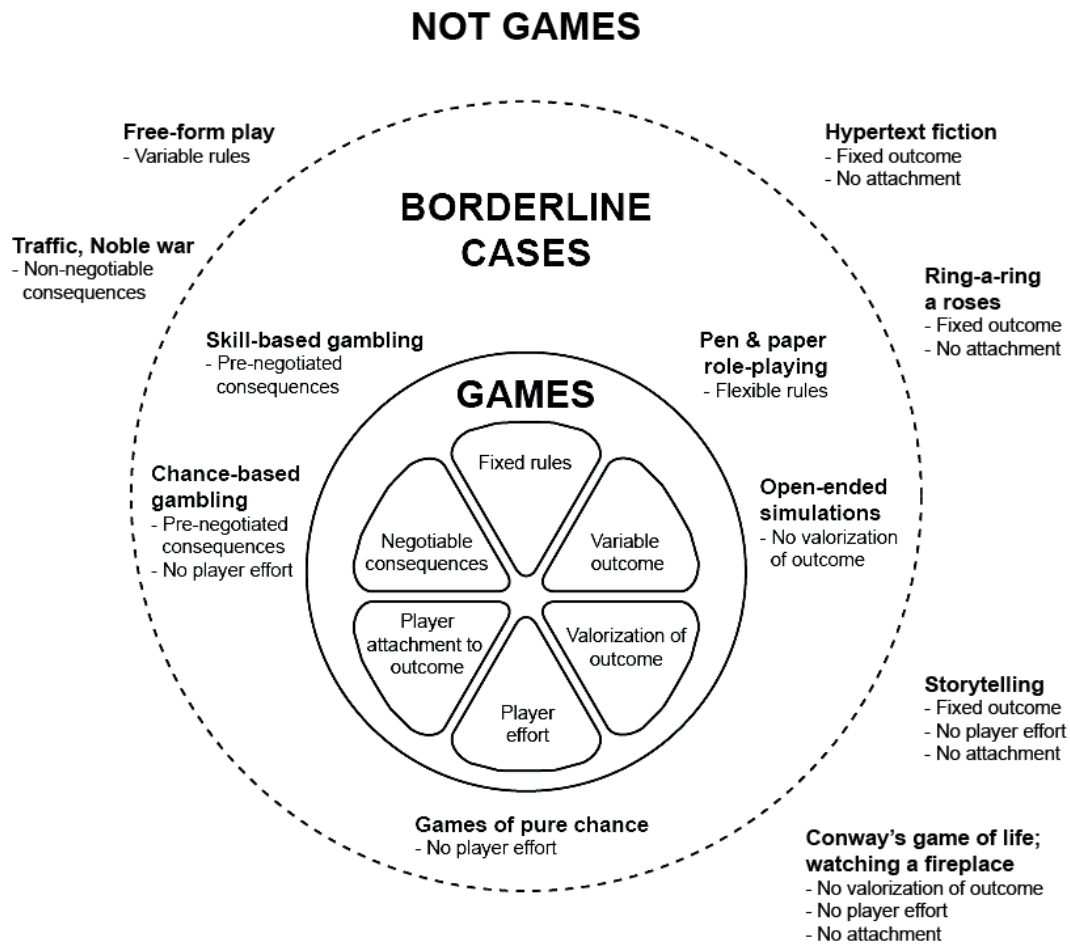 NOT GAMES
Free-form play
- Variable rules
Hypertext fiction
- Fixed outcome
- No attachment
BORDERLINE
CASES
Traffic, Noble war
- Non-negotiable
consequences
Ring-a-ring
a roses
- Fixed outcome
- No attachment
Skill-based gambling
- Pre-negotiated
consequences
Pen & paper
role-playing
- Flexible rules
GAMES
Fixed rules
Chance-based
gambling
- Pre-negotiated
consequences
- No player effort
Open-ended
simulations
- No valorization
of outcome
Negotiable
consequences
Variable
outcome
Player
attachment to
outcome
Valorization of
outcome
Player
effort
Storytelling
- Fixed outcome
- No player effort
- No attachment
Games of pure chance
- No player effort
Conway's game of life;
watching a fireplace
- No valorization of outcome
- No player effort
- No attachment